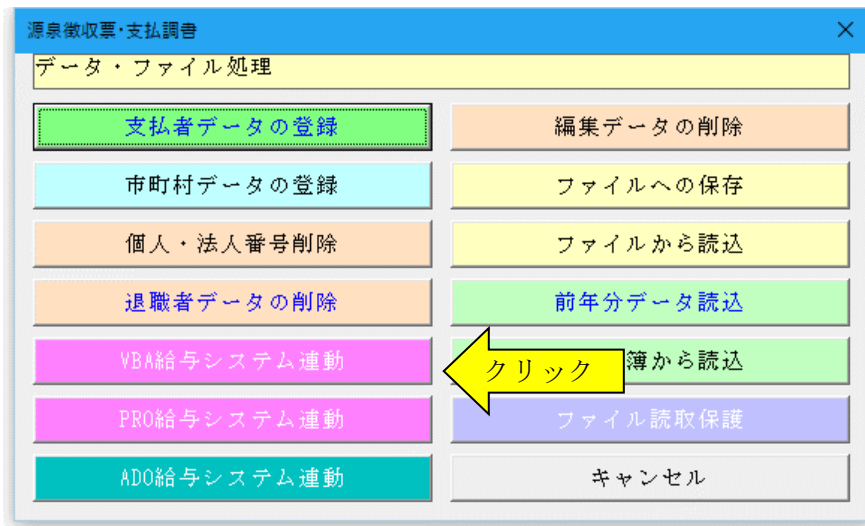 源泉徴収票・支払調書
データ・ファイル処理
支払者データの登録
編集データの削除
市町村データの登録
ファイルへの保存
個人・法人番号削除
ファイルから読込
退職者データの削除
前年分データ読込
VBA給与システム連動
クリック
簿から読込
PRO給与システム連動
ファイル読取保護
ADO給与システム連動
キャンセル